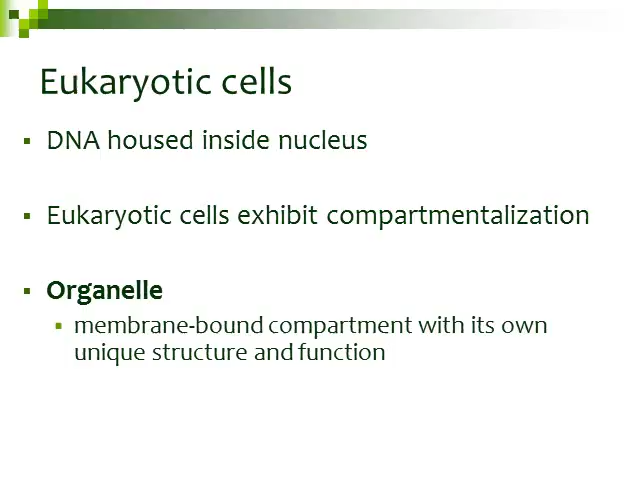 Eukaryotic cells
DNA housed inside nucleus
Eukaryotic cells exhibit compartmentalization
Organelle
membrane-bound compartment with its own
unique structure and function